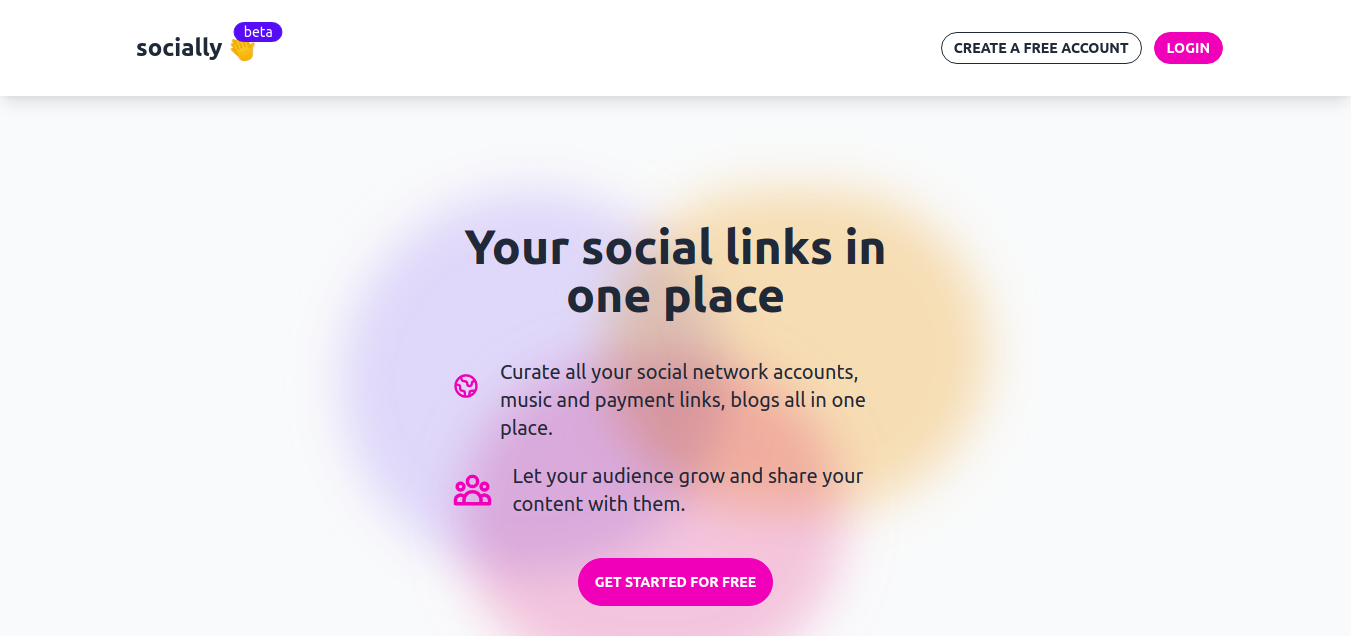 beta
socially
CREATE A FREE ACCOUNT
LOGIN
Your social links in
one place
Curate all your social network accounts,
music and payment links, blogs all in one
place.
Let your audience grow and share your
content with them.
GET STARTED FOR FREE